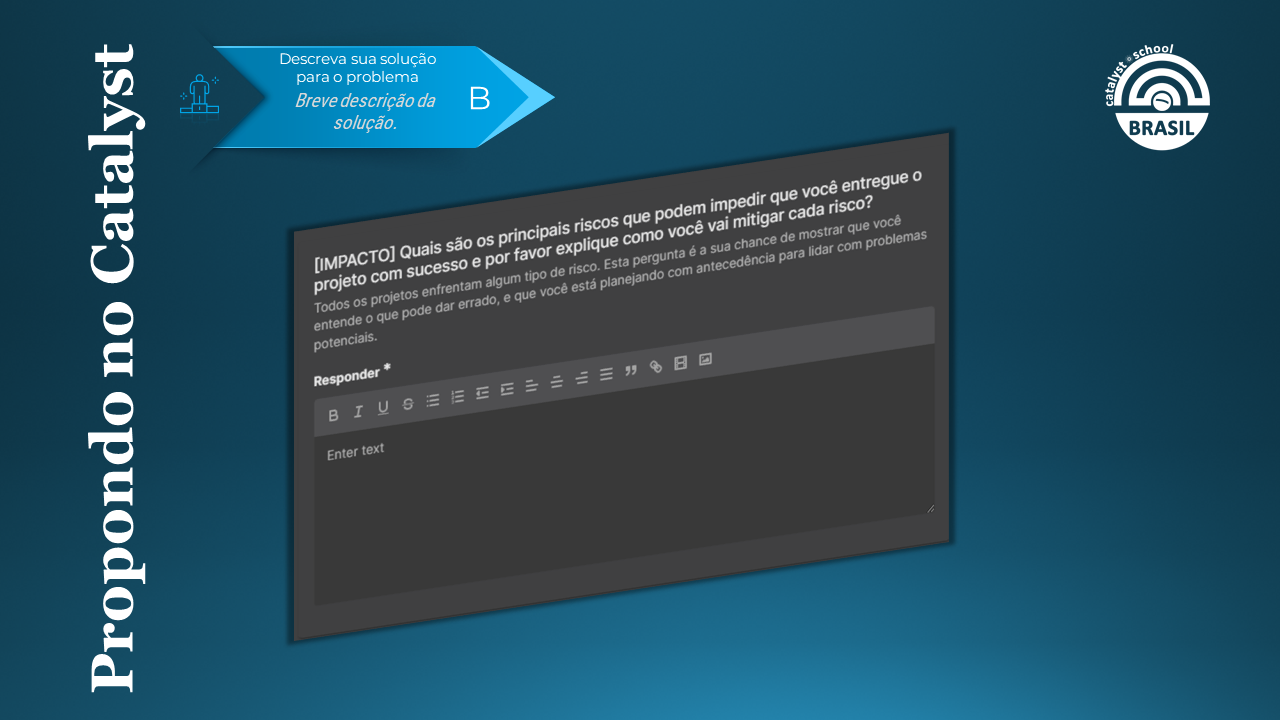 Propondo no Catalyst
Descreva sua solução
para o problema
Breve descrição da
solução.
B
catalyst school
BRASIL
[IMPACTO] Quais são os principais riscos que podem impedir que você entregue o
projeto com sucesso e por favor explique como você vai mitigar cada risco?
Todos os projetos enfrentam algum tipo de risco. Esta pergunta é a sua chance de mostrar que você
entende o que pode dar errado, e que você está planejando com antecedência para lidar com problemas
potenciais.
Responder *
B I U S
Enter text